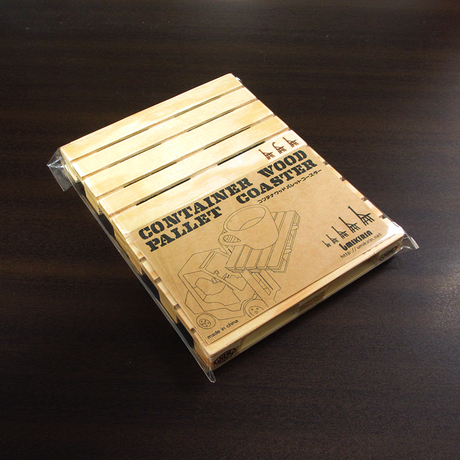 CONTAINER WOOD
PALLET COASTER
コンテナウッドパレットコースター
UMIKIRIN
made in china